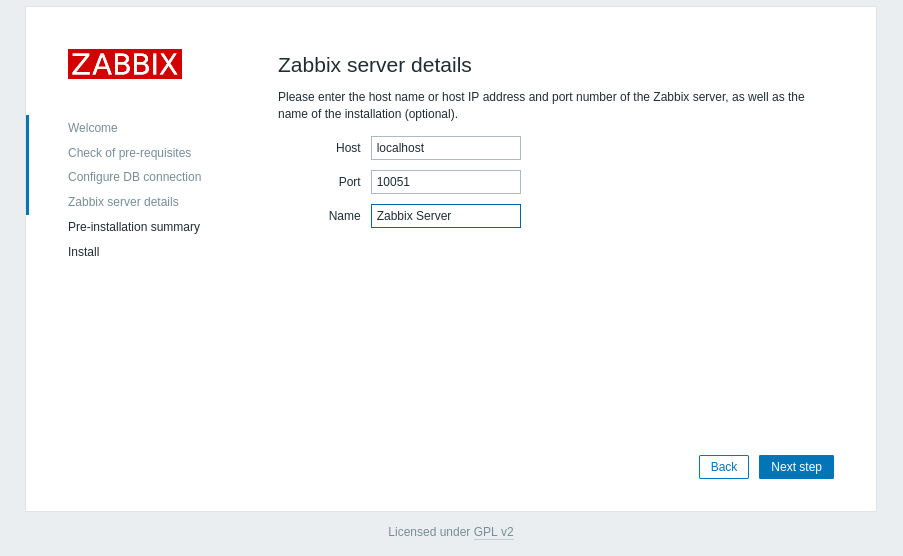 ZABBIX
Welcome
Check of pre-requisites
Configure DB connection
Zabbix server details
Pre-installation summary
Install
Zabbix server details
Please enter the host name or host IP address and port number of the Zabbix server, as well as the
name of the installation (optional).
Host localhost
Port 10051
Name Zabbix Server
Back Next step
Licensed under GPL v2